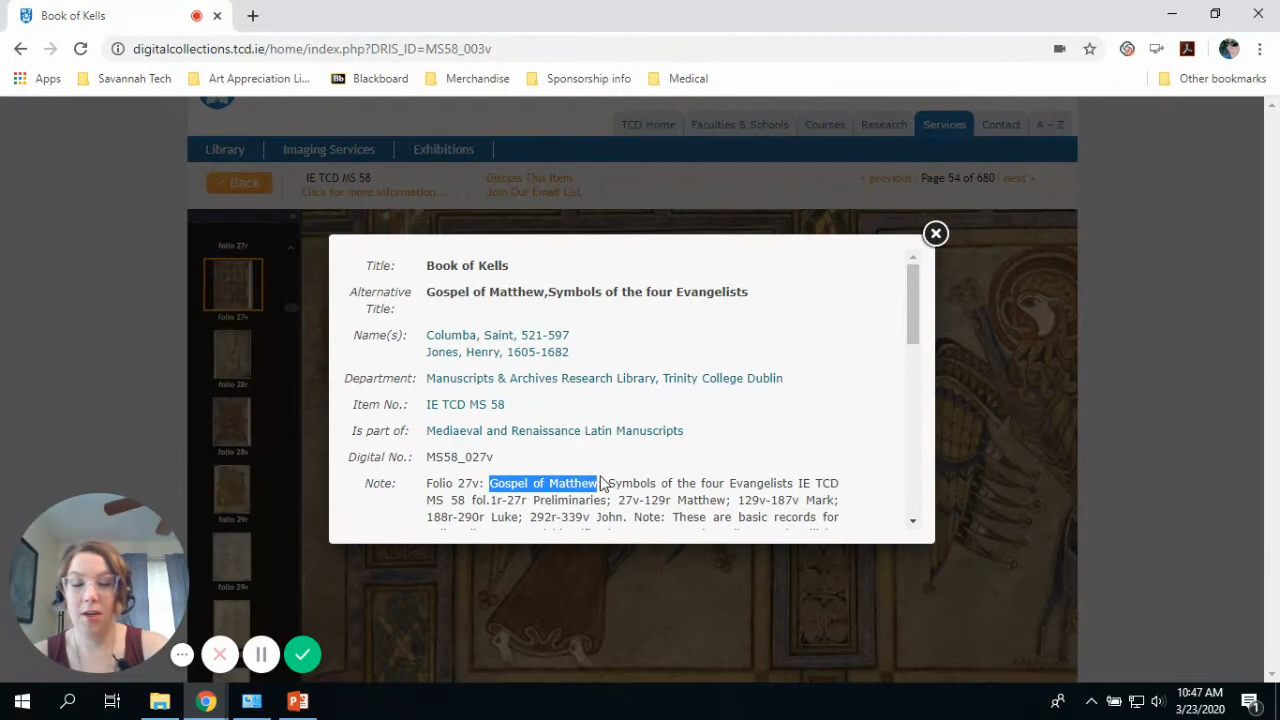 Book of Kells
digitalcollections.tcd.ie/home/index.php?DRIS_ID=MS58_003v
Apps
Savannah Tech
Art Appreciation Li...
Bb
Blackboard
Merchandise
Sponsorship info
Medical
Other bookmarks
TCD Home
Faculties & Schools
Courses
Research
Services
Contact
A – Z
Library
Imaging Services
Exhibitions
< Back
IE TCD MS 58
Click for more information...
Discuss This Item
Join Our Email List
< previous
Page 54 of 680
next >
folio 27r
folio 27v
folio 28r
folio 28v
folio 29r
folio 29v
Title: Book of Kells
Alternative Title: Gospel of Matthew,Symbols of the four Evangelists
Name(s): Columba, Saint, 521-597
Jones, Henry, 1605-1682
Department: Manuscripts & Archives Research Library, Trinity College Dublin
Item No.: IE TCD MS 58
Is part of: Mediaeval and Renaissance Latin Manuscripts
Digital No.: MS58_027v
Note: Folio 27v: Gospel of Matthew, Symbols of the four Evangelists IE TCD
MS 58 fol.1r-27r Preliminaries; 27v-129r Matthew; 129v-187v Mark;
188r-290r Luke; 292r-339v John. Note: These are basic records for
10:47 AM
3/23/2020
1